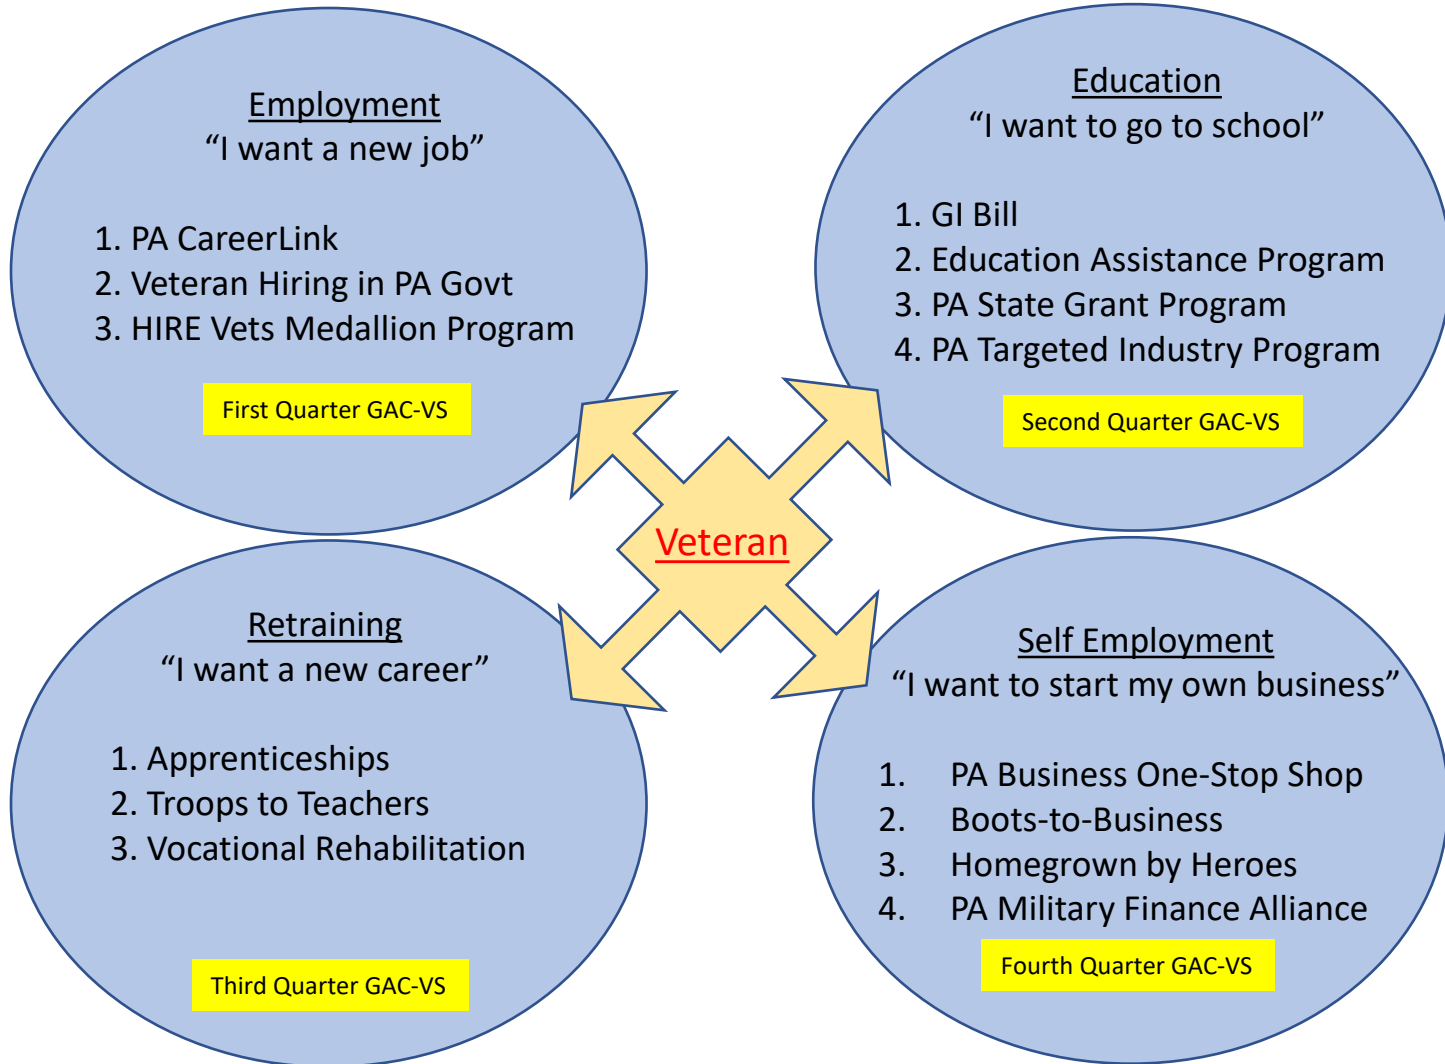 Employment
“I want a new job”
1. PA CareerLink
2. Veteran Hiring in PA Govt
3. HIRE Vets Medallion Program
First Quarter GAC-VS
Education
“I want to go to school”
1. GI Bill
2. Education Assistance Program
3. PA State Grant Program
4. PA Targeted Industry Program
Second Quarter GAC-VS
Veteran
Retraining
“I want a new career”
1. Apprenticeships
2. Troops to Teachers
3. Vocational Rehabilitation
Third Quarter GAC-VS
Self Employment
“I want to start my own business”
1. PA Business One-Stop Shop
2. Boots-to-Business
3. Homegrown by Heroes
4. PA Military Finance Alliance
Fourth Quarter GAC-VS